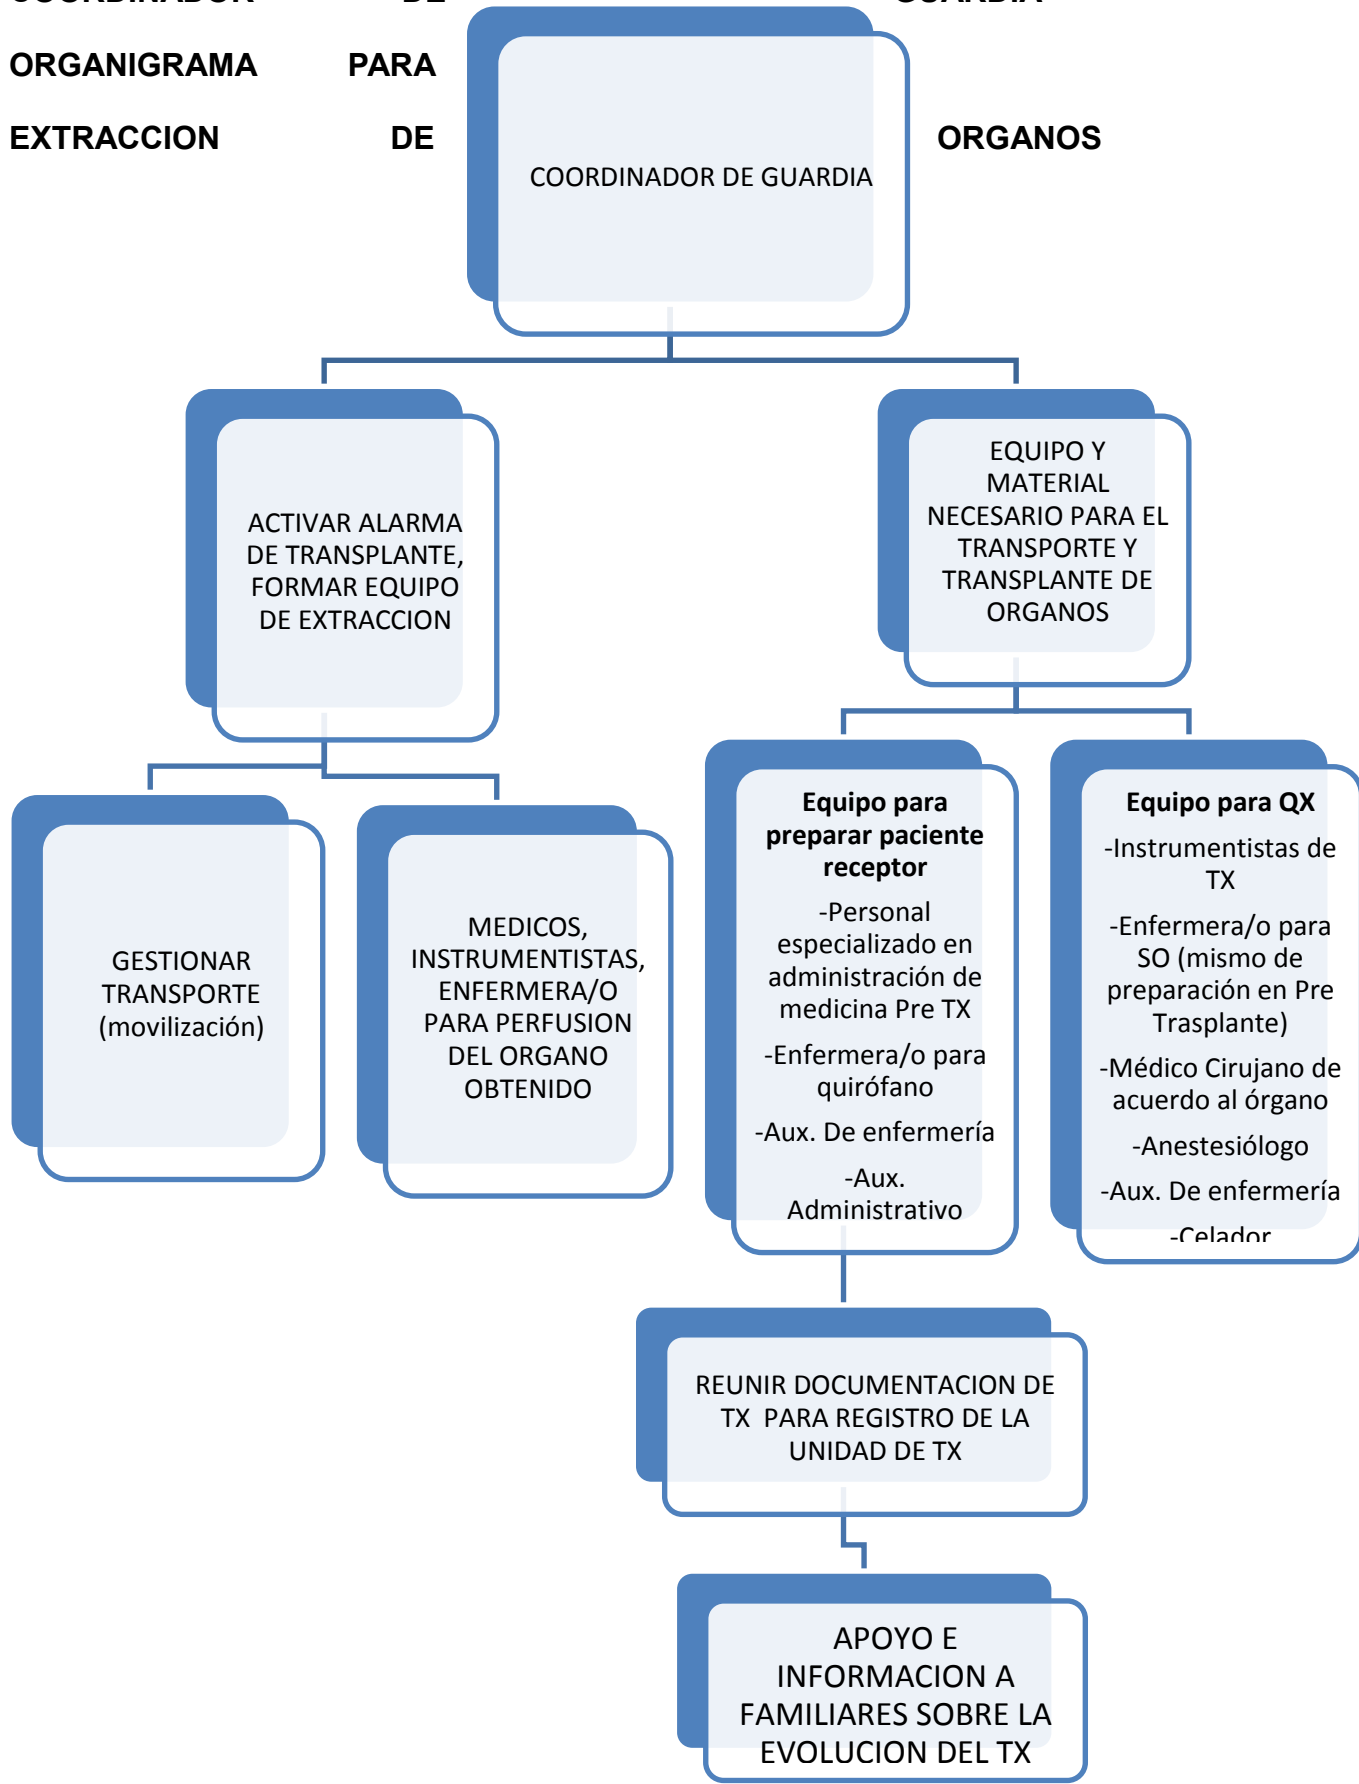 COORDINADOR DE GUARDIA
ORGANIGRAMA PARA
EXTRACCION DE ORGANOS
COORDINADOR DE GUARDIA
ACTIVAR ALARMA
DE TRANSPLANTE,
FORMAR EQUIPO
DE EXTRACCION
EQUIPO Y
MATERIAL
NECESARIO PARA EL
TRANSPORTE Y
TRANSPLANTE DE
ORGANOS
GESTIONAR
TRANSPORTE
(movilización)
MEDICOS,
INSTRUMENTISTAS,
ENFERMERA/O
PARA PERFUSION
DEL ORGANO
OBTENIDO
Equipo para
preparar paciente
receptor
-Personal
especializado en
administración de
medicina Pre TX
-Enfermera/o para
quirófano
-Aux. De enfermería
-Aux.
Administrativo
Equipo para QX
-Instrumentistas de
TX
-Enfermera/o para
SO (mismo de
preparación en Pre
Trasplante)
-Médico Cirujano de
acuerdo al órgano
-Anestesiólogo
-Aux. De enfermería
-Celador
REUNIR DOCUMENTACION DE
TX PARA REGISTRO DE LA
UNIDAD DE TX
APOYO E
INFORMACION A
FAMILIARES SOBRE LA
EVOLUCION DEL TX